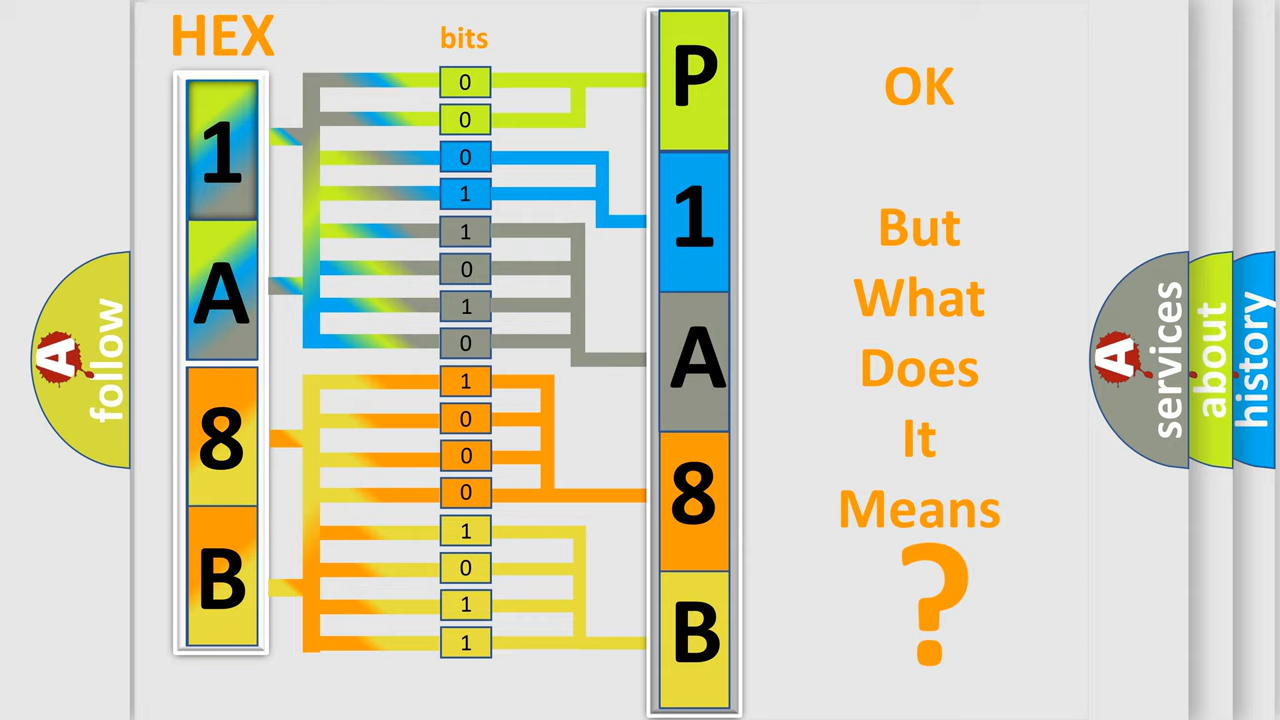 HEX
bits
1
A
8
B
0
0
0
1
1
0
1
0
1
0
0
0
1
0
1
1
P
1
A
8
B
OK
But
What
Does
It
Means
?
A
follow
A
services
about
history